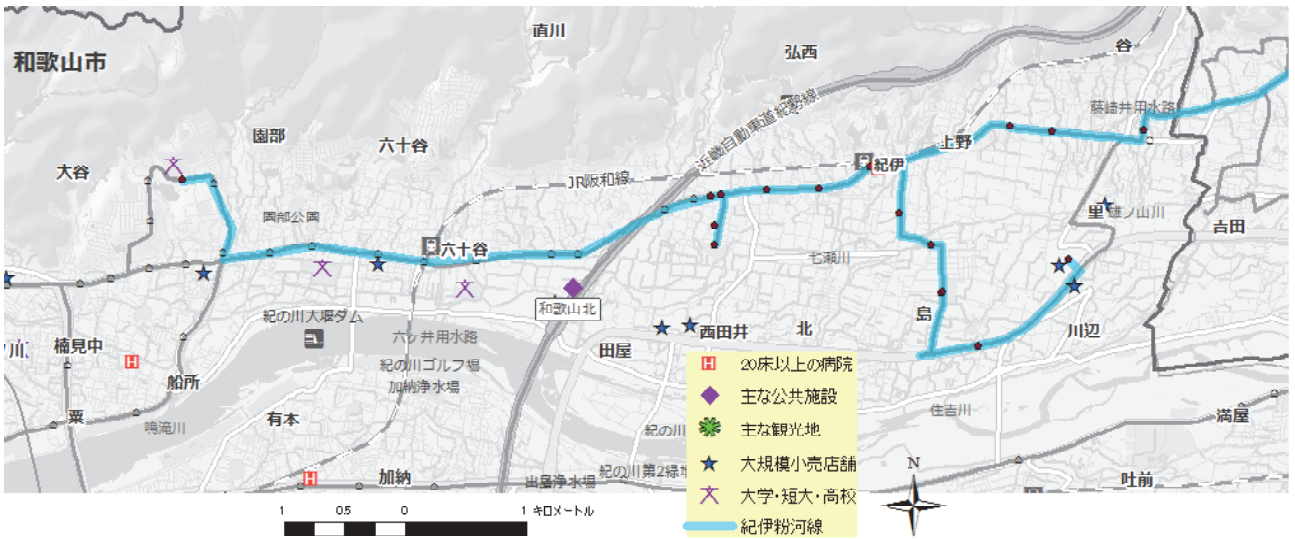 和歌山市
直川
弘西
谷
藤崎井用水路
近畿自動車道紀勢線
園部
六十谷
上野
大谷
紀伊
JR阪和線
園部公園
里
雄ノ山川
吉田
六十谷
七瀬川
和歌山北
紀の川大堰ダム
島
川辺
北
西田井
田屋
六ヶ井用水路
楠見中
川
紀の川ゴルフ場
加納浄水場
船所
粟
有本
鳴滝川
紀の川
住吉川
満屋
紀の川第2緑地
加納
出島浄水場
吐前
H 20床以上の病院
主な公共施設
主な観光地
大規模小売店舗
大学・短大・高校
紀伊粉河線
N
1 0.5 0 1 キロメートル